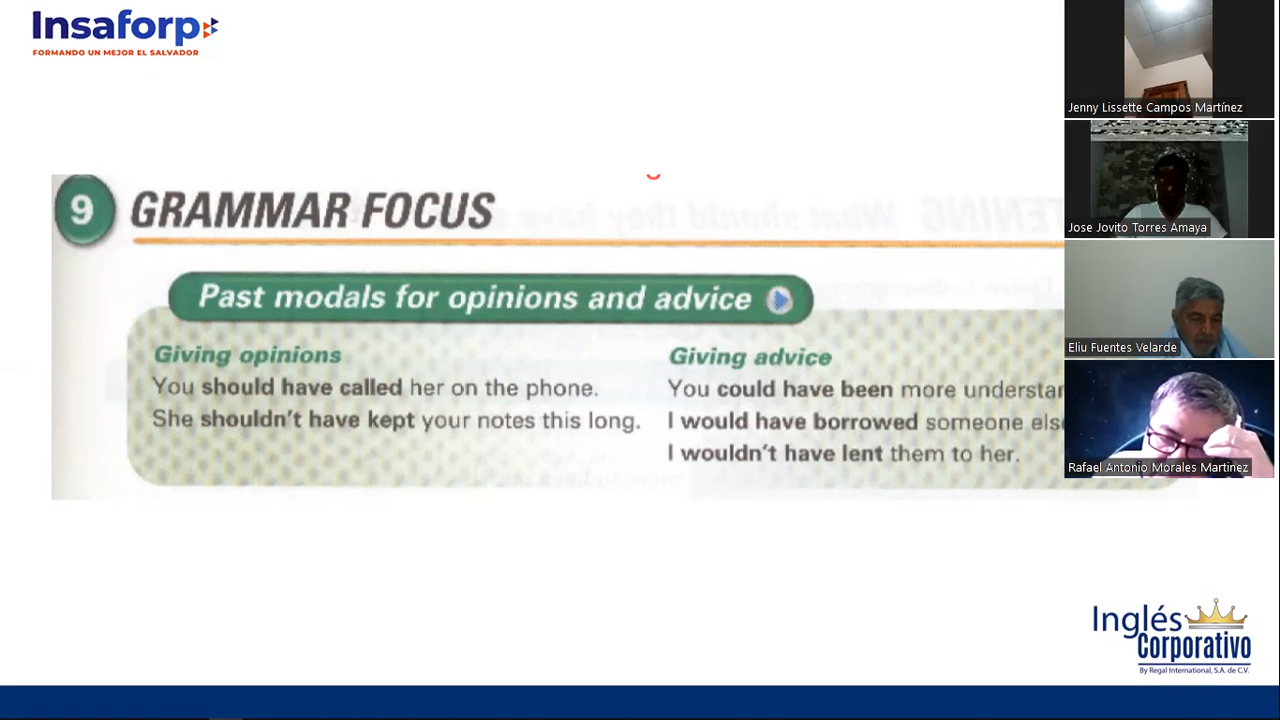 Insaforp
FORMANDO UN MEJOR EL SALVADOR
9 GRAMMAR FOCUS
Past modals for opinions and advice
Giving opinions
You should have called her on the phone.
She shouldn't have kept your notes this long.
Giving advice
You could have been more
I would have borrowed someone
I wouldn't have lent them to her.
Jenny Lissette Campos Martínez
Jose Jovito Torres Amaya
Eliu Fuentes Velarde
Rafael Antonio Morales Martinez
Inglés
Corporativo
By Regal International, S.A. de C.V.